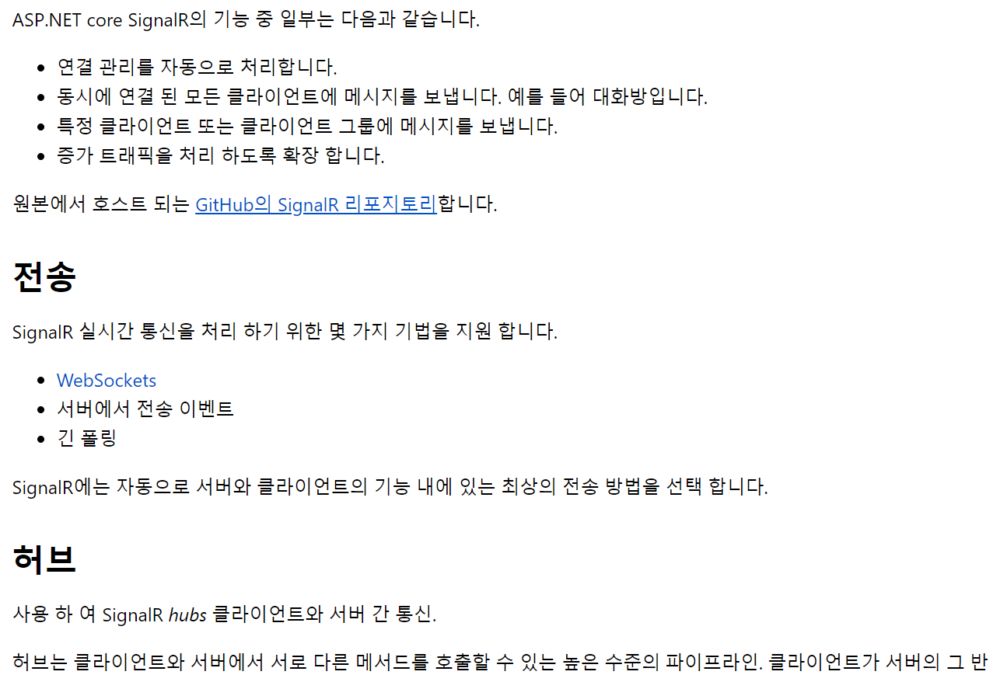 ASP.NET core SignalR의 기능 중 일부는 다음과 같습니다.
연결 관리를 자동으로 처리합니다.
동시에 연결 된 모든 클라이언트에 메시지를 보냅니다. 예를 들어 대화방입니다.
특정 클라이언트 또는 클라이언트 그룹에 메시지를 보냅니다.
증가 트래픽을 처리 하도록 확장 합니다.
원본에서 호스트 되는 GitHub의 SignalR 리포지토리합니다.
전송
SignalR 실시간 통신을 처리 하기 위한 몇 가지 기법을 지원 합니다.
WebSockets
서버에서 전송 이벤트
긴 폴링
SignalR에는 자동으로 서버와 클라이언트의 기능 내에 있는 최상의 전송 방법을 선택 합니다.
허브
사용 하 여 SignalR hubs 클라이언트와 서버 간 통신.
허브는 클라이언트와 서버에서 서로 다른 메서드를 호출할 수 있는 높은 수준의 파이프라인. 클라이언트가 서버의 그 반